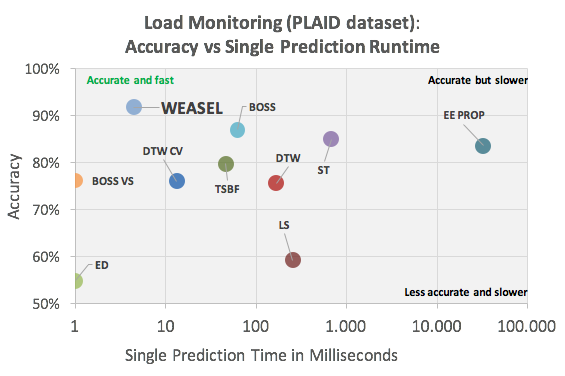 Load Monitoring (PLAID dataset):
Accuracy vs Single Prediction Runtime
100%
90%
80%
70%
60%
50%
Accuracy
Accurate and fast
Accurate but slower
WEASEL
BOSS
EE PROP
DTW CV
DTW
ST
BOSS VS
TSBF
LS
ED
Less accurate and slower
1
10
100
1.000
10.000
100.000
Single Prediction Time in Milliseconds